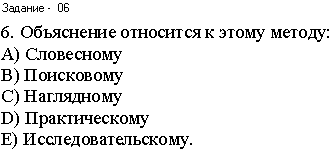 Задание - 06
6. Объяснение относится к этому методу:
A) Словесному
B) Поисковому
C) Наглядному
D) Практическому
E) Исследовательскому.